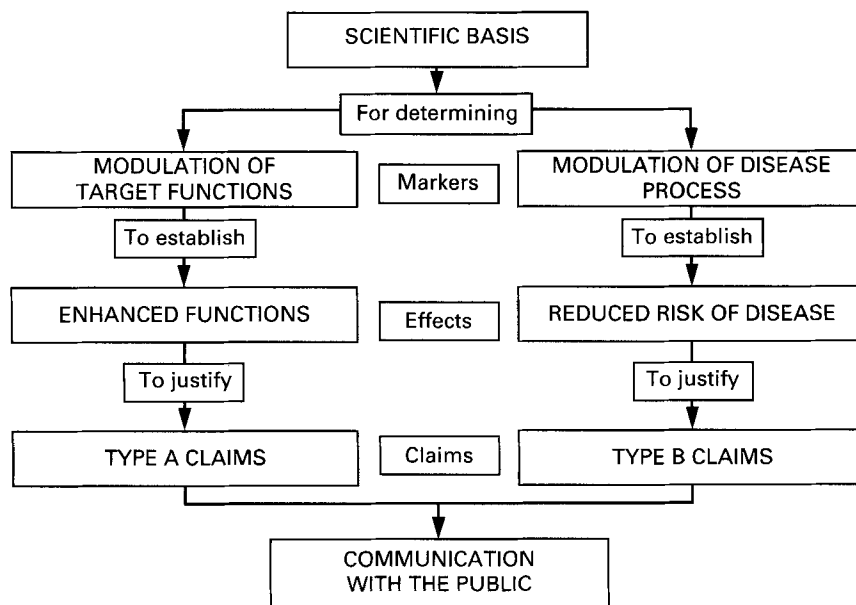 SCIENTIFIC BASIS
For determining
MODULATION OF
TARGET FUNCTIONS
Markers
MODULATION OF DISEASE
PROCESS
To establish
To establish
ENHANCED FUNCTIONS
Effects
REDUCED RISK OF DISEASE
To justify
To justify
TYPE A CLAIMS
Claims
TYPE B CLAIMS
COMMUNICATION
WITH THE PUBLIC